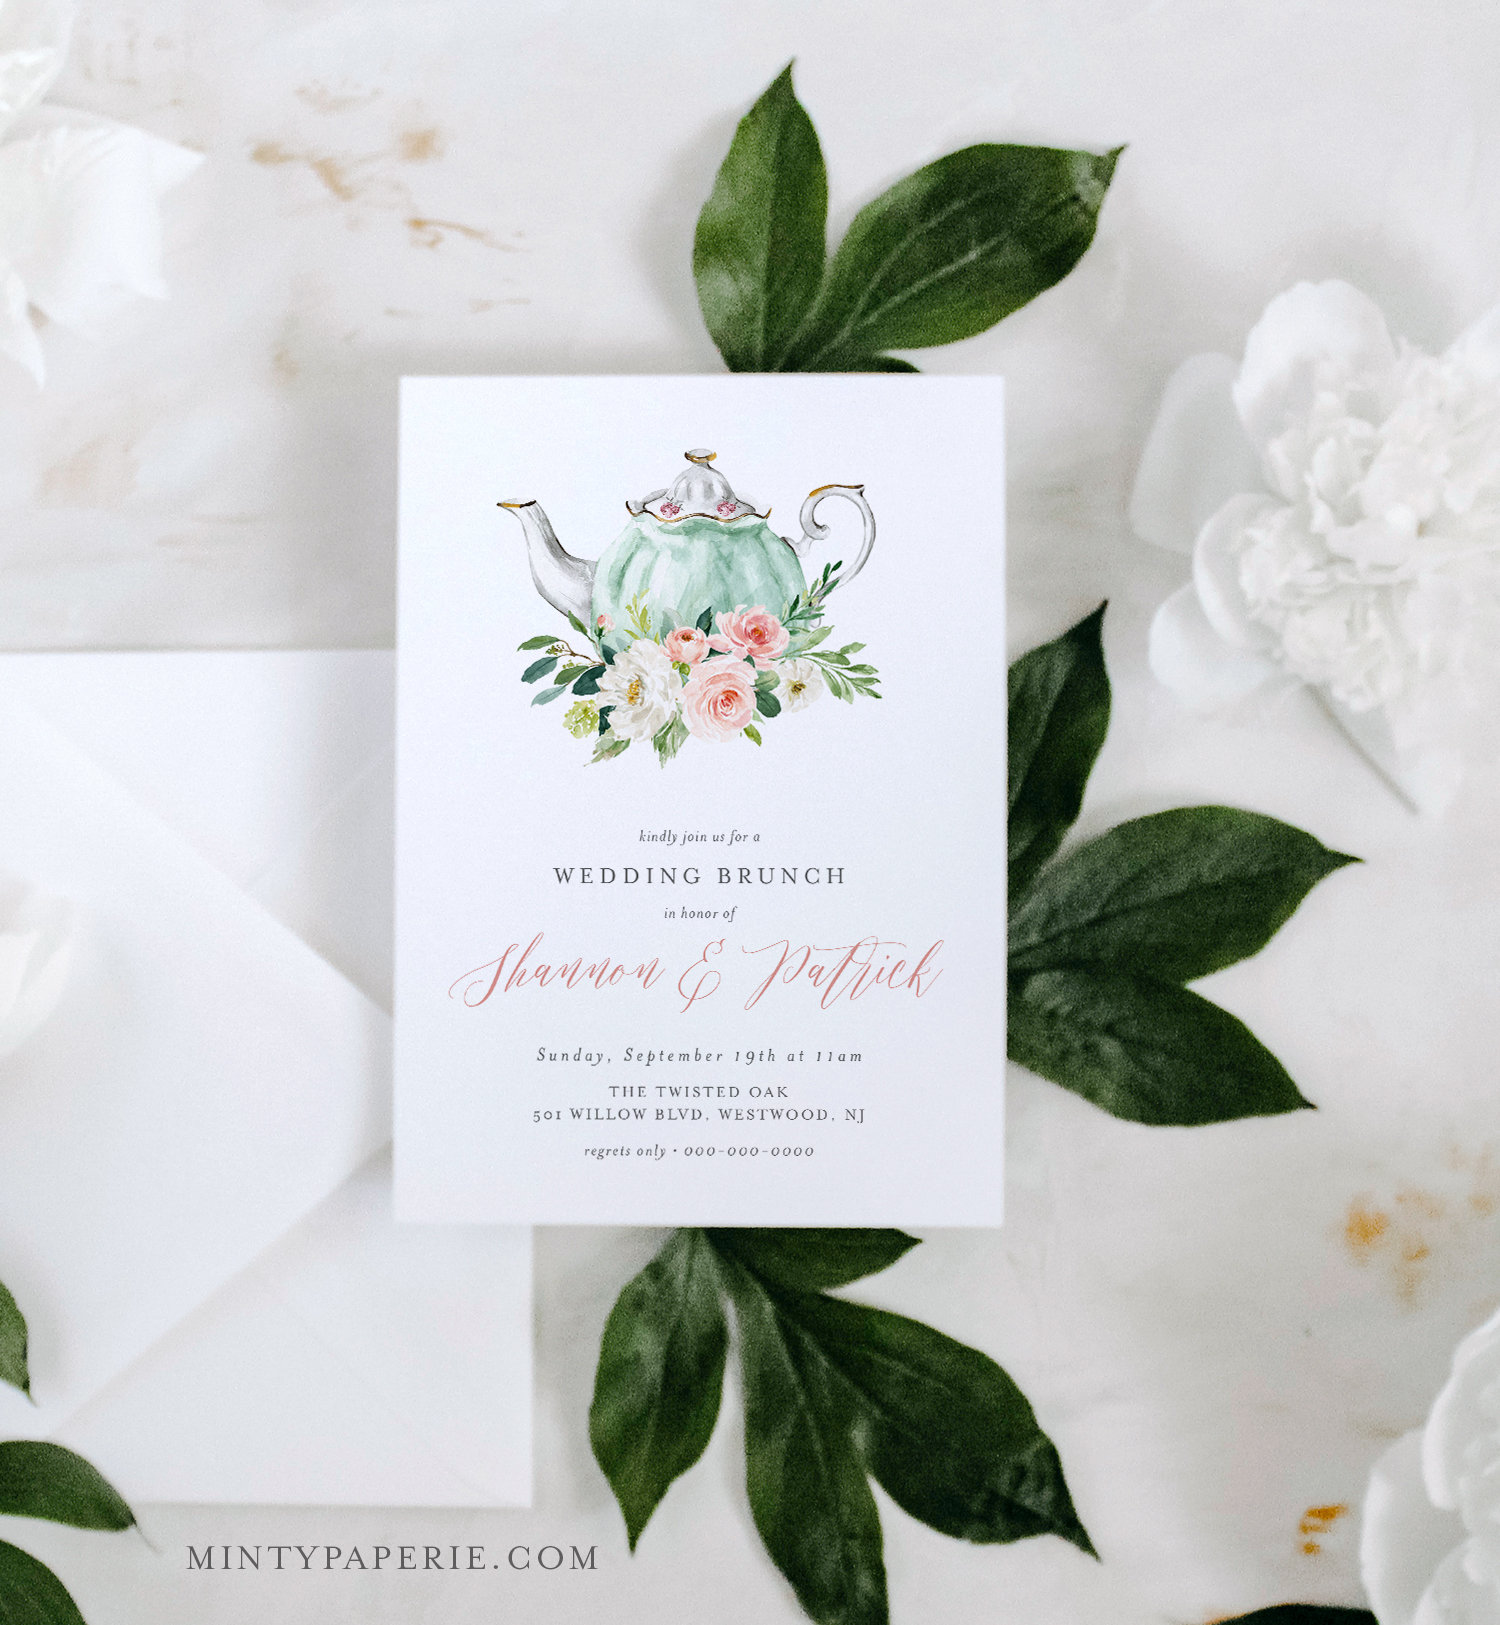 kindly join us for a
WEDDING BRUNCH
in honor of
Shannon & Patrick
Sunday, September 19th at 11am
THE TWISTED OAK
501 WILLOW BLVD, WESTWOOD, NJ
regrets only • 000-000-0000
MINTYPAPERIE.COM